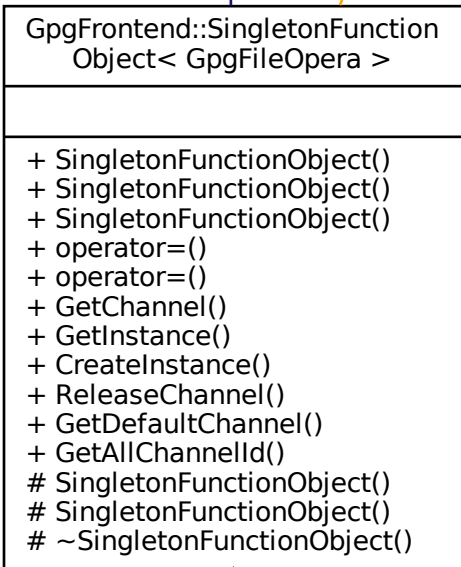 GpgFrontend::SingletonFunction
Object< GpgFileOpera >
+ SingletonFunctionObject()
+ SingletonFunctionObject()
+ SingletonFunctionObject()
+ operator=()
+ operator=()
+ GetChannel()
+ GetInstance()
+ CreateInstance()
+ ReleaseChannel()
+ GetDefaultChannel()
+ GetAllChannelId()
# SingletonFunctionObject()
# SingletonFunctionObject()
# ~SingletonFunctionObject()